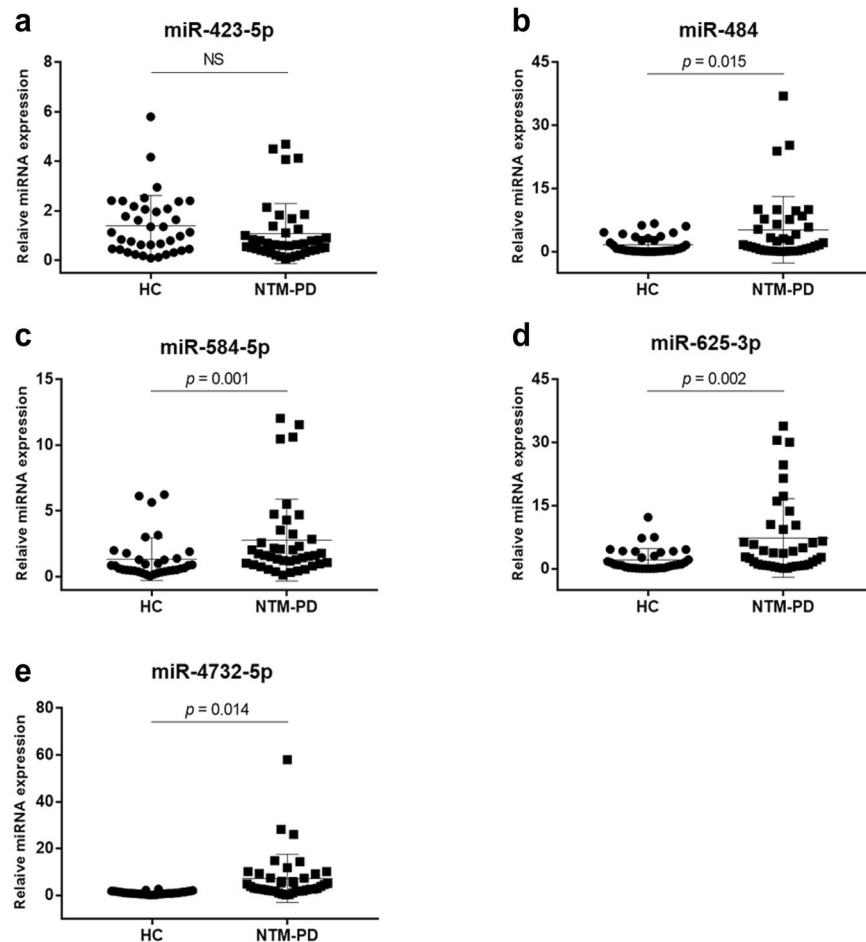 a
miR-423-5p
NS
Relaive miRNA expression
8
6
4
2
0
HC
NTM-PD
b
miR-484
p = 0.015
Relaive miRNA expression
45
30
15
0
HC
NTM-PD
c
miR-584-5p
p = 0.001
Relaive miRNA expression
15
10
5
0
HC
NTM-PD
d
miR-625-3p
p = 0.002
Relaive miRNA expression
45
30
15
0
HC
NTM-PD
e
miR-4732-5p
p = 0.014
Relaive miRNA expression
80
60
40
20
0
HC
NTM-PD